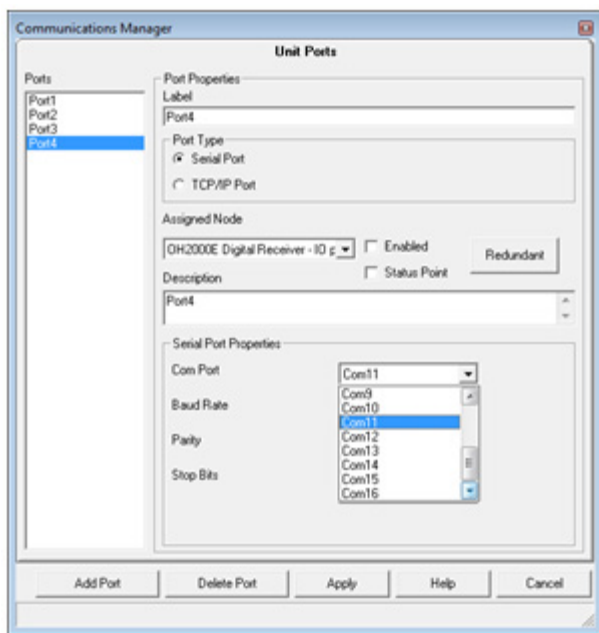 Communications Manager
Unit Ports
Ports
Port1
Port2
Port3
Port4
Port Properties
Label
Port4
Port Type
Serial Port
TCP/IP Port
Assigned Node
OH2000E Digital Receiver - IO p
Enabled
Status Point
Redundant
Description
Port4
Serial Port Properties
Com Port
Com11
Com9
Com10
Com11
Com12
Com13
Com14
Com15
Com16
Baud Rate
Parity
Stop Bits
Add Port
Delete Port
Apply
Help
Cancel